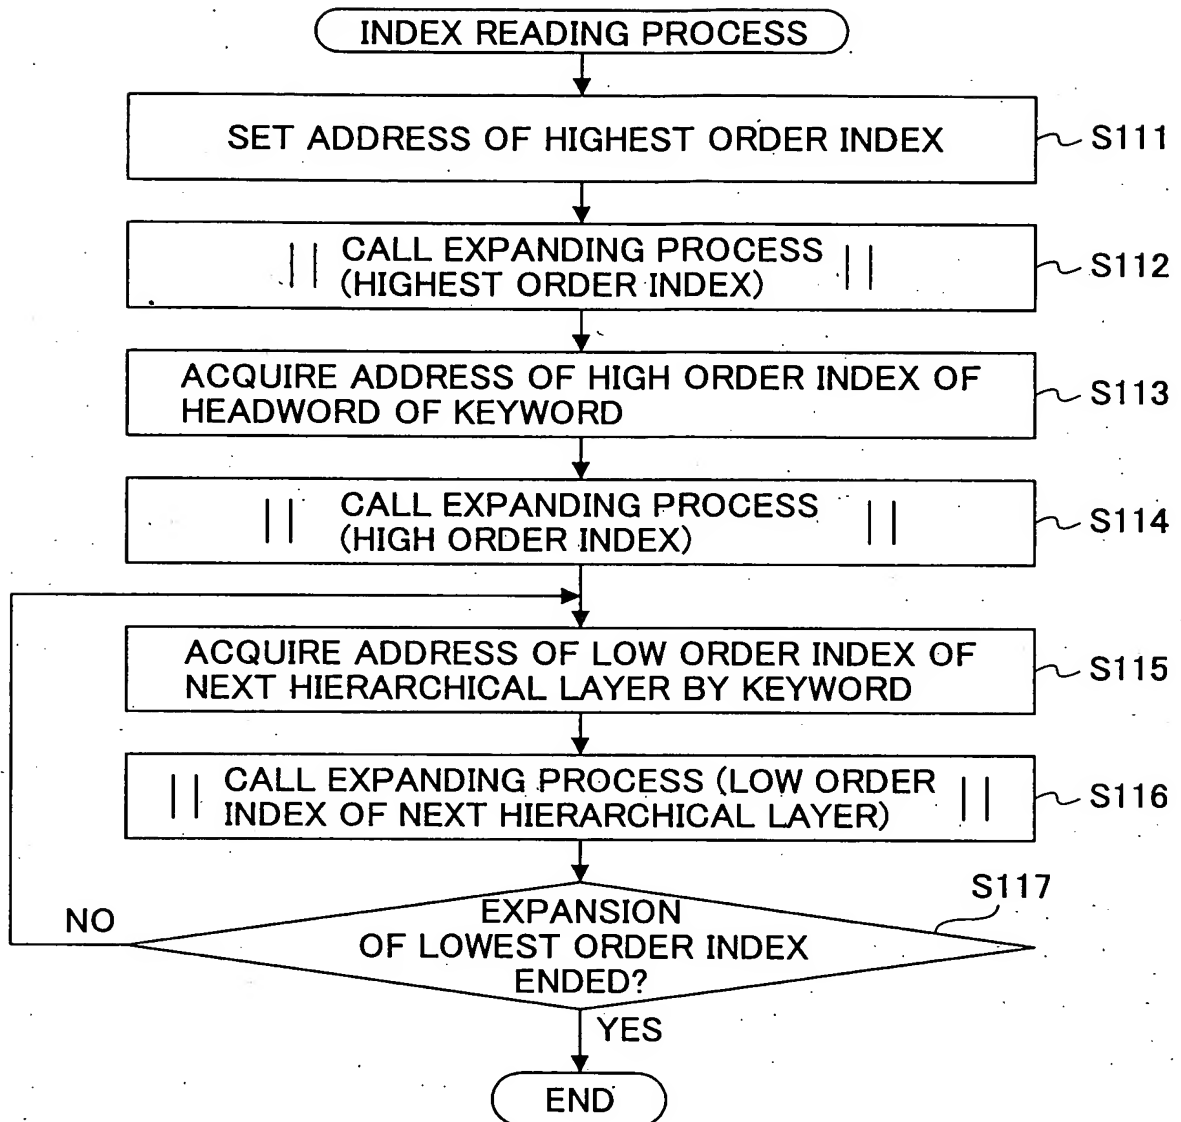 INDEX READING PROCESS
SET ADDRESS OF HIGHEST ORDER INDEX
S111
CALL EXPANDING PROCESS
(HIGHEST ORDER INDEX)
S112
ACQUIRE ADDRESS OF HIGH ORDER INDEX OF
HEADWORD OF KEYWORD
S113
CALL EXPANDING PROCESS
(HIGH ORDER INDEX)
S114
ACQUIRE ADDRESS OF LOW ORDER INDEX OF
NEXT HIERARCHICAL LAYER BY KEYWORD
S115
CALL EXPANDING PROCESS (LOW ORDER
INDEX OF NEXT HIERARCHICAL LAYER)
S116
S117
NO
EXPANSION
OF LOWEST ORDER INDEX
ENDED?
YES
END